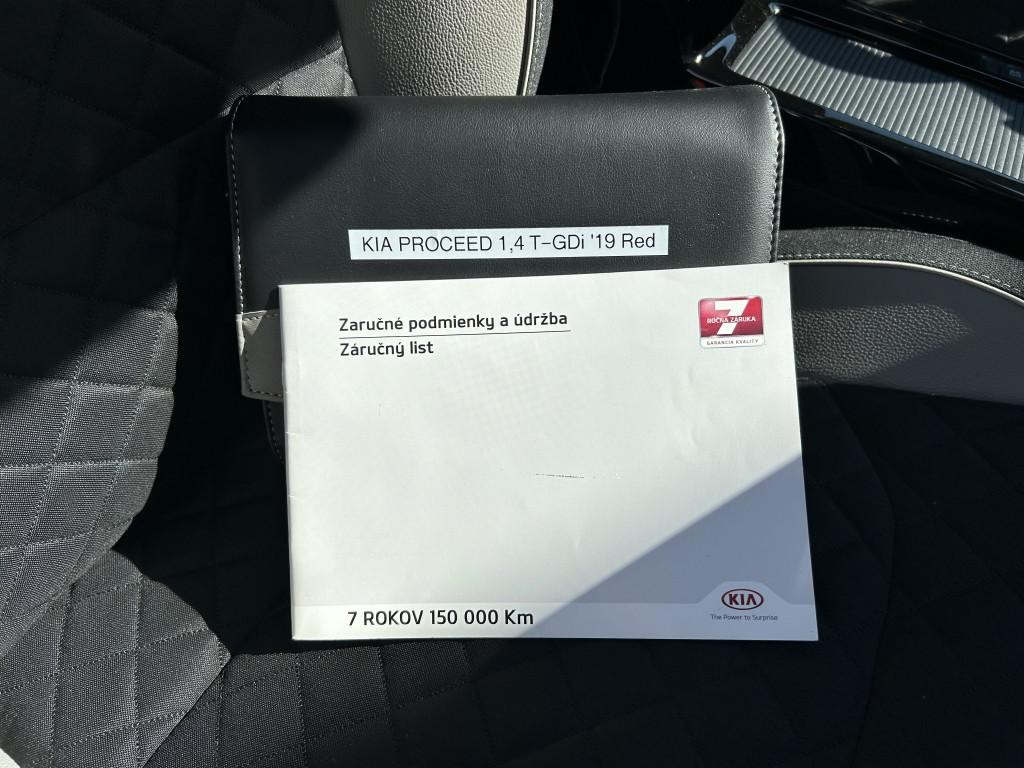 KIA PROCEED 1,4 T-GDi '19 Red
Zaručné podmienky a údržba
Záručný list
7
ROČNÁ ZÁRUKA
GARANCIA KVALITY
7 ROKOV 150 000 Km
KIA
The Power to Surprise